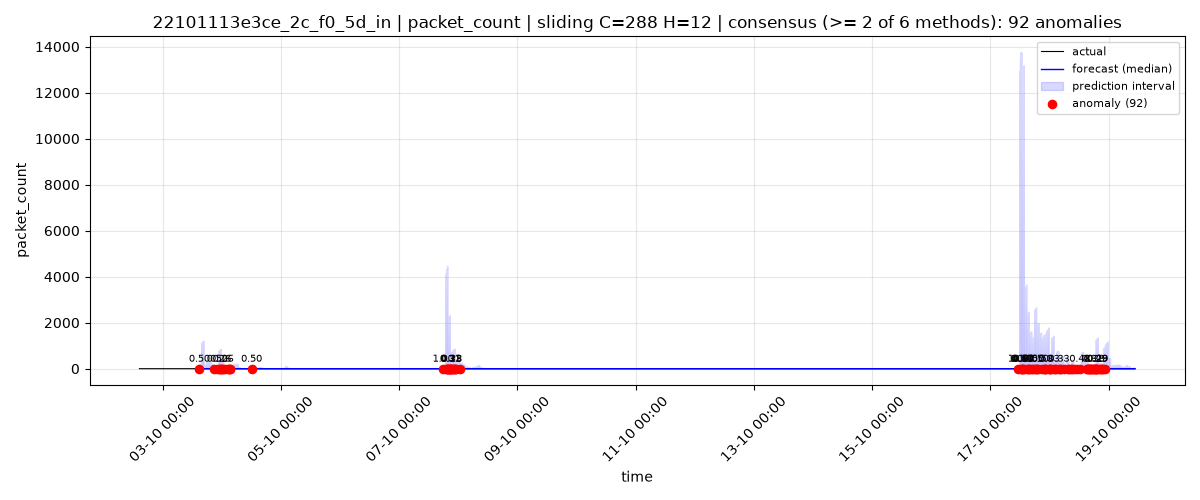 22101113e3ce_2c_f0_5d_in | packet_count | sliding C=288 H=12 | consensus (>= 2 of 6 methods): 92 anomalies
packet_count
14000
12000
10000
8000
6000
4000
2000
0
actual
forecast (median)
prediction interval
anomaly (92)
0.50
0.50
03-10 00:00
05-10 00:00
07-10 00:00
09-10 00:00
11-10 00:00
13-10 00:00
15-10 00:00
17-10 00:00
19-10 00:00
time